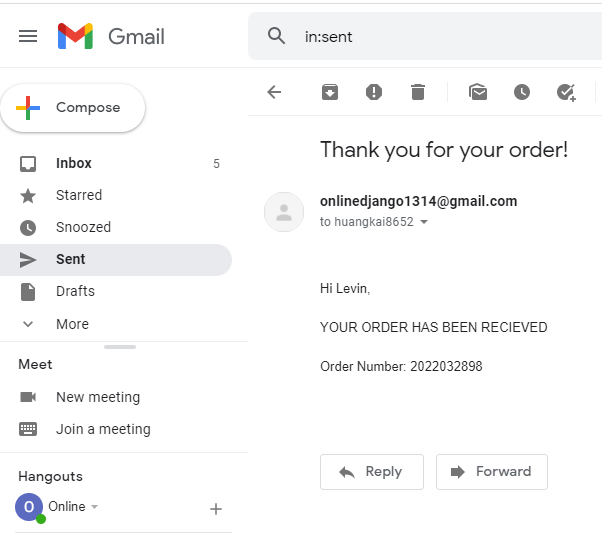 Gmail
in:sent
Compose
Inbox 5
Starred
Snoozed
Sent
Drafts
More
Meet
New meeting
Join a meeting
Hangouts
O Online
Thank you for your order!
onlinedjango1314@gmail.com
to huangkai8652
Hi Levin,
YOUR ORDER HAS BEEN RECIEVED
Order Number: 2022032898
Reply
Forward